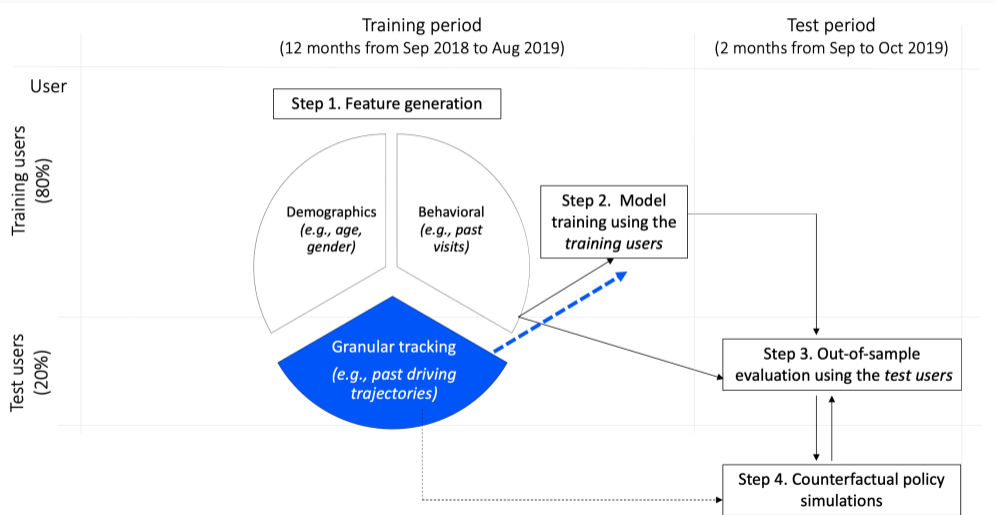 Training period
(12 months from Sep 2018 to Aug 2019)
Test period
(2 months from Sep to Oct 2019)
User
Training users
(80%)
Test users
(20%)
Step 1. Feature generation
Demographics
(e.g., age,
gender)
Behavioral
(e.g., past
visits)
Granular tracking
(e.g., past driving
trajectories)
Step 2.  Model
training using the
training users
Step 3. Out-of-sample
evaluation using the test users
Step 4. Counterfactual policy
simulations